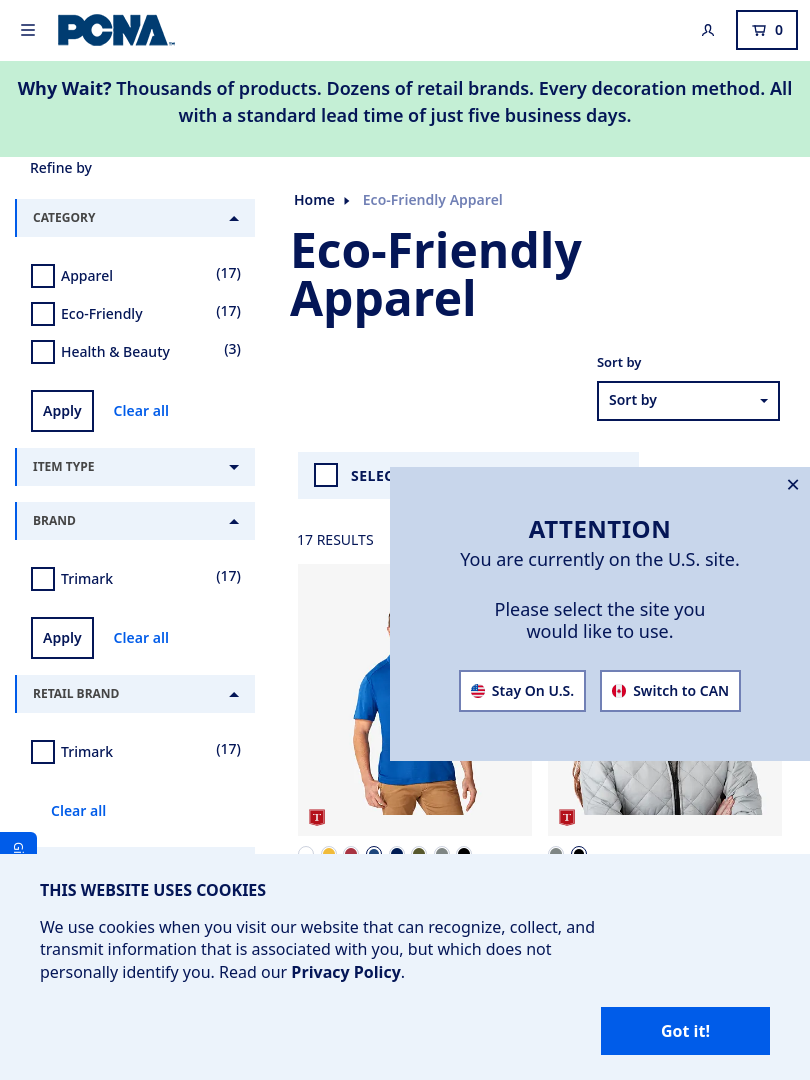 PCNA
0
Why Wait? Thousands of products. Dozens of retail brands. Every decoration method. All
with a standard lead time of just five business days.
Refine by
CATEGORY
Apparel (17)
Eco-Friendly (17)
Health & Beauty (3)
Apply Clear all
ITEM TYPE
BRAND
Trimark (17)
Apply Clear all
RETAIL BRAND
Trimark (17)
Clear all
Home Eco-Friendly Apparel
Eco-Friendly
Apparel
Sort by
Sort by
17 RESULTS
ATTENTION
You are currently on the U.S. site.
Please select the site you
would like to use.
Stay On U.S. Switch to CAN
T T
THIS WEBSITE USES COOKIES
We use cookies when you visit our website that can recognize, collect, and
transmit information that is associated with you, but which does not
personally identify you. Read our Privacy Policy.
Got it!